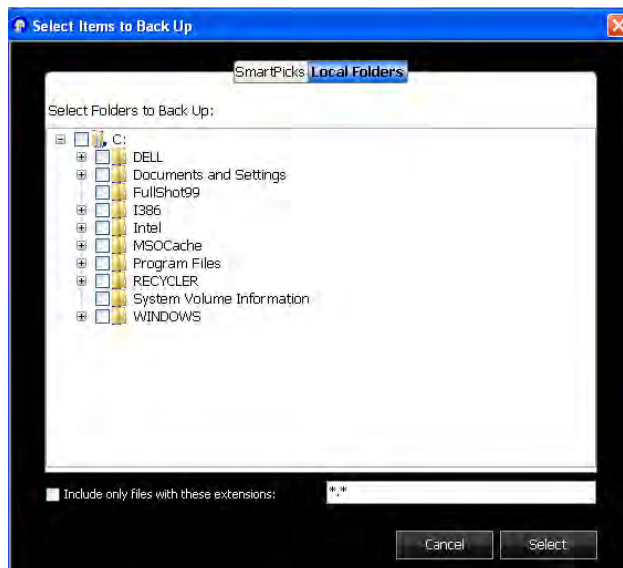 Select Items to Back Up
SmartPicks Local Folders
Select Folders to Back Up:
C:
DELL
Documents and Settings
FullShot99
I386
Intel
MSOCache
Program Files
RECYCLER
System Volume Information
WINDOWS
Include only files with these extensions: *.*
Cancel Select